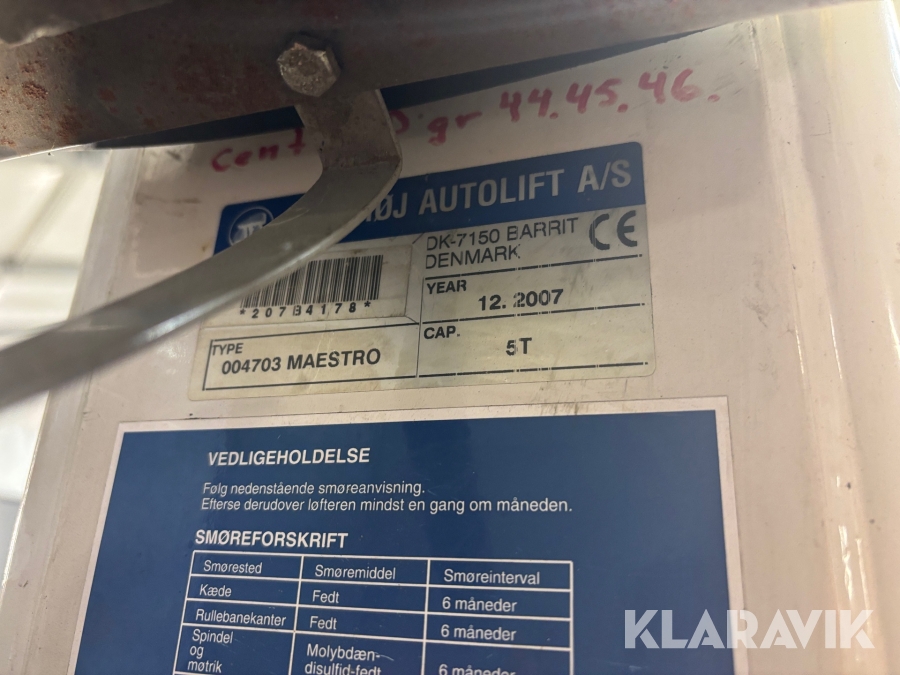 gr 44.45.46.
AUTOLIFT A/S
DK-7150 BARRIT
DENMARK
CE
*20784178*
YEAR
12. 2007
CAP.
5T
TYPE
004703 MAESTRO
VEDLIGEHOLDELSE
Følg nedenstående smøreanvisning.
Efterse derudover løfteren mindst en gang om måneden.
SMØREFORSKRIFT
Smørested Smøremiddel Smøreinterval
Kæde Fedt 6 måneder
Rullebanekanter Fedt 6 måneder
Spindel
og
møtrik
Molybdæn-
disulfid-fedt
6 måneder
KLARAVIK